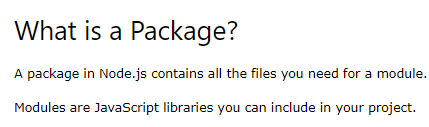 What is a Package?
A package in Node.js contains all the files you need for a module.
Modules are JavaScript libraries you can include in your project.